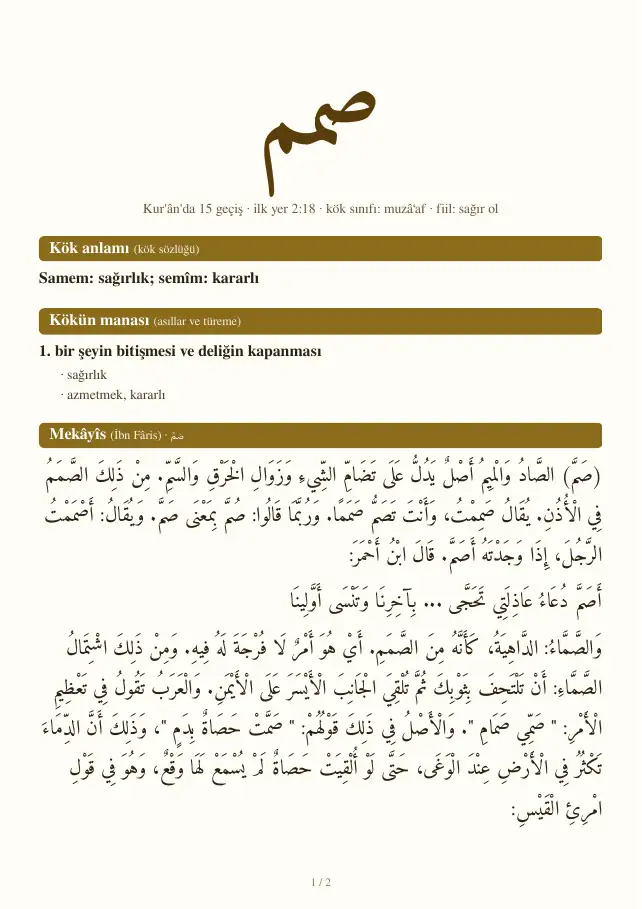 صمم
Kur'ân'da 15 geçiş · ilk yer 2:18 · kök sınıfı: muzâ'af · fiil: sağır ol
Kök anlamı (kök sözlüğü)
Samem: sağırlık; semîm: kararlı
Kökün manası (asıllar ve türeme)
1. bir şeyin bitişmesi ve deliğin kapanması
· sağırlık
· azmetmek, kararlı
Mekâyîs (İbn Fâris) · صَمَّ
(صَمَّ) الصَّادُ وَالْمِيمُ أَصْلٌ يَدُلُّ عَلَى تَضَامِّ الشَّيْءِ وَزَوَالِ الْخَرْقِ وَالسَّمِّ. مِنْ ذَلِكَ الصَّمَمُ
فِي الْأُذُنِ. يُقَالُ صَمِمْتُ، وَأَنْتَ تَصَمُّ صَمَمًا. وَرُبَّمَا قَالُوا: صُمَّ بِمَعْنَى صَمَّ. وَيُقَالُ: أَصْمَمْتُ
الرَّجُلَ، إِذَا وَجَدْتَهُ أَصَمَّ. قَالَ ابْنُ أَحْمَرَ:
أَصَمَّ دُعَاءُ عَاذِلَتِي تَحَجَّى ... بِآخِرِنَا وَتَنْسَى أَوَّلِينَا
وَالصَّمَّاءُ: الدَّاهِيَةُ، كَأَنَّهُ مِنَ الصَّمَمِ. أَيْ هُوَ أَمْرٌ لَا فُرْجَةَ لَهُ فِيهِ. وَمِنْ ذَلِكَ اشْتِمَالُ
الصَّمَّاءِ: أَنْ تَلْتَحِفَ بِثَوْبِكَ ثُمَّ تُلْقِيَ الْجَانِبَ الْأَيْسَرَ عَلَى الْأَيْمَنِ. وَالْعَرَبُ تَقُولُ فِي تَعْظِيمِ
الْأَمْرِ: " صَمِّي صَمَامِ ". وَالْأَصْلُ فِي ذَلِكَ قَوْلُهُمْ: " صَمَّتْ حَصَاةٌ بِدَمٍ "، وَذَلِكَ أَنَّ الدِّمَاءَ
تَكْثُرُ فِي الْأَرْضِ عِنْدَ الْوَغَى، حَتَّى لَوْ أُلْقِيَتْ حَصَاةٌ لَمْ يُسْمَعْ لَهَا وَقْعٌ، وَهُوَ فِي قَوْلِ
امْرِئِ الْقَيْسِ:
1 / 2